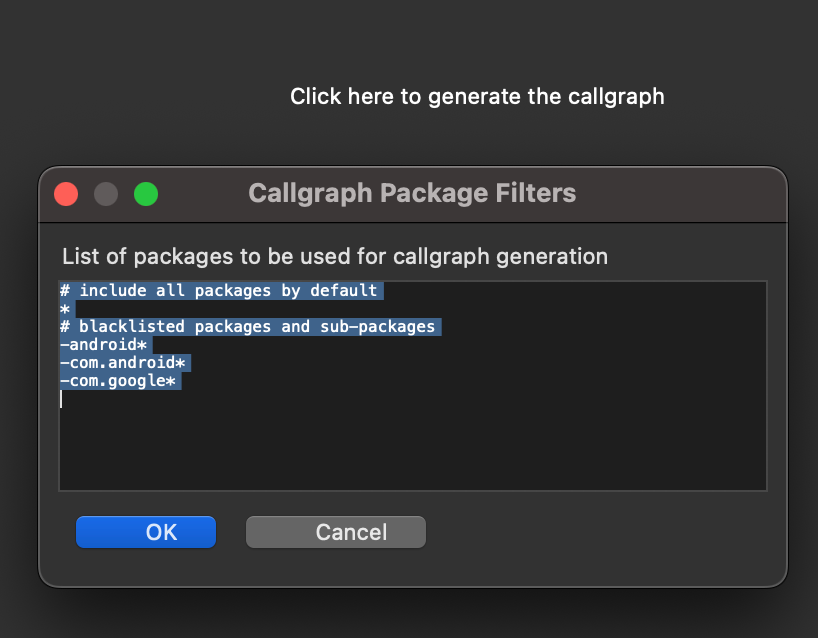 Click here to generate the callgraph
Callgraph Package Filters
List of packages to be used for callgraph generation
# include all packages by default
*
# blacklisted packages and sub-packages
-android*
-com.android*
-com.google*
OK
Cancel